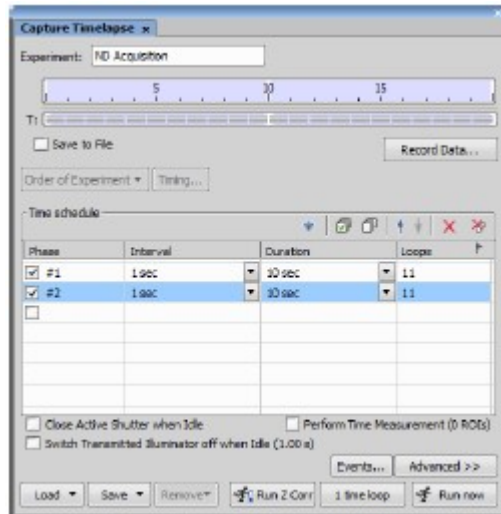 Capture Timelapse x
Experiment: ND Acquisition
5 10 15
T:
Save to File
Record Data...
Order of Experiment Timing...
Time schedule
Phase Interval Duration Loops
#1 1 sec 10 sec 11
#2 1 sec 10 sec 11
Close Active Shutter when Idle Perform Time Measurement (0 ROIs)
Switch Transmitted Illuminator off when Idle (1.00 s)
Events... Advanced >>
Load Save Remove Run Z Corr 1 time loop Run now